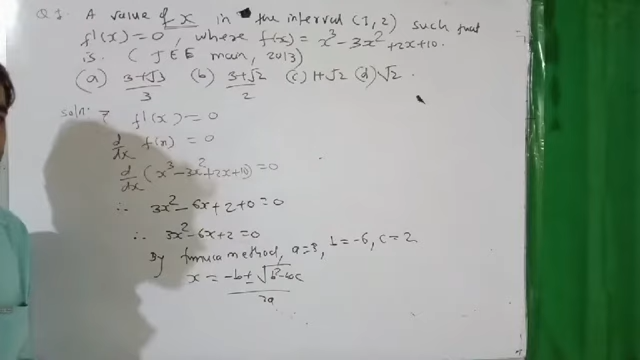 Q 3. A value of x in the interval (1,2) such that
f'(x)=0, where f(x) = x³-3x²+2x+10.
is. (JEE main, 2013)
(a) 3+√3/3 (b) 3+√2/2 (c) 1+√2 (d) √2.
soln: ? f'(x) = 0
d/dx f(x) = 0
d/dx (x³-3x²+2x+10) = 0
∴ 3x²-6x+2+0=0
∴ 3x²-6x+2=0
By formula method, a=3, b=-6, c=2
x = -b±√b²-4ac/2a